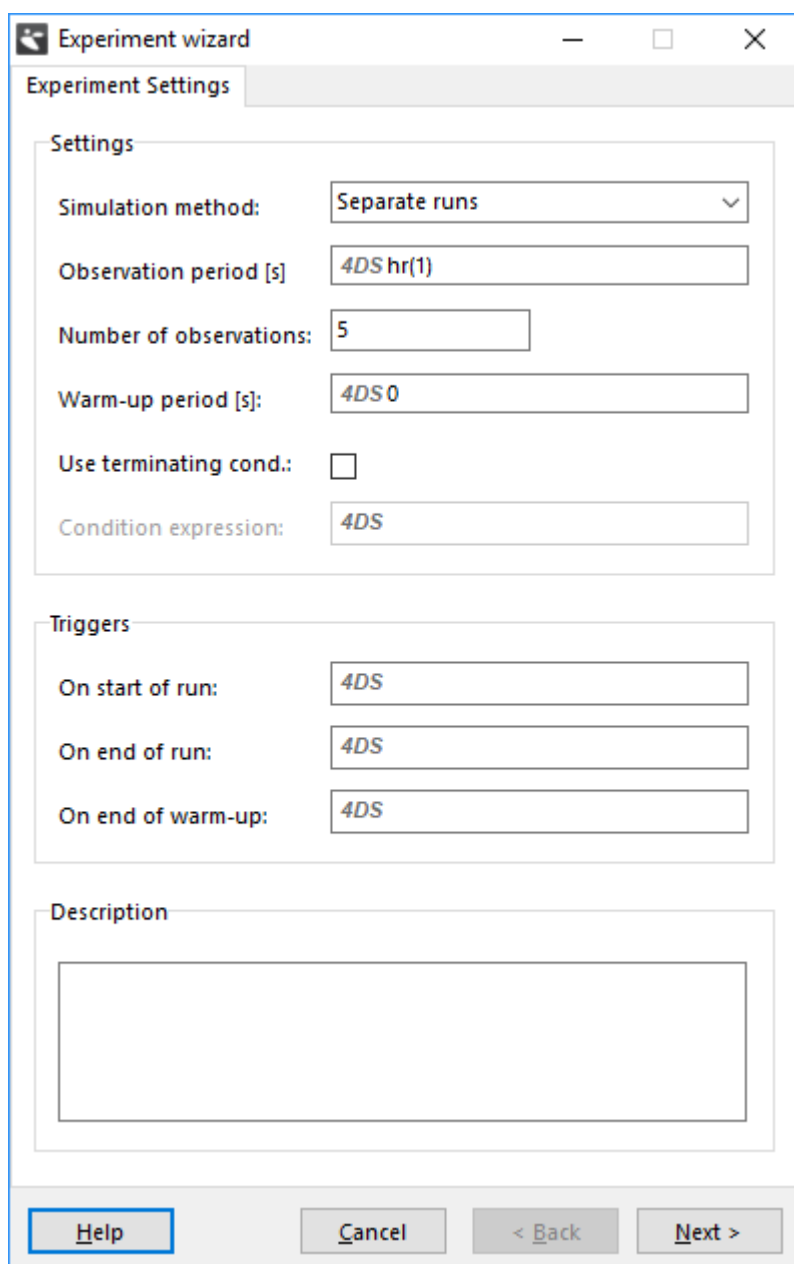 Experiment wizard
Experiment Settings
Settings
Simulation method: Separate runs
Observation period [s] 4DS hr(1)
Number of observations: 5
Warm-up period [s]: 4DS 0
Use terminating cond.:
Condition expression: 4DS
Triggers
On start of run: 4DS
On end of run: 4DS
On end of warm-up: 4DS
Description
Help Cancel < Back Next >